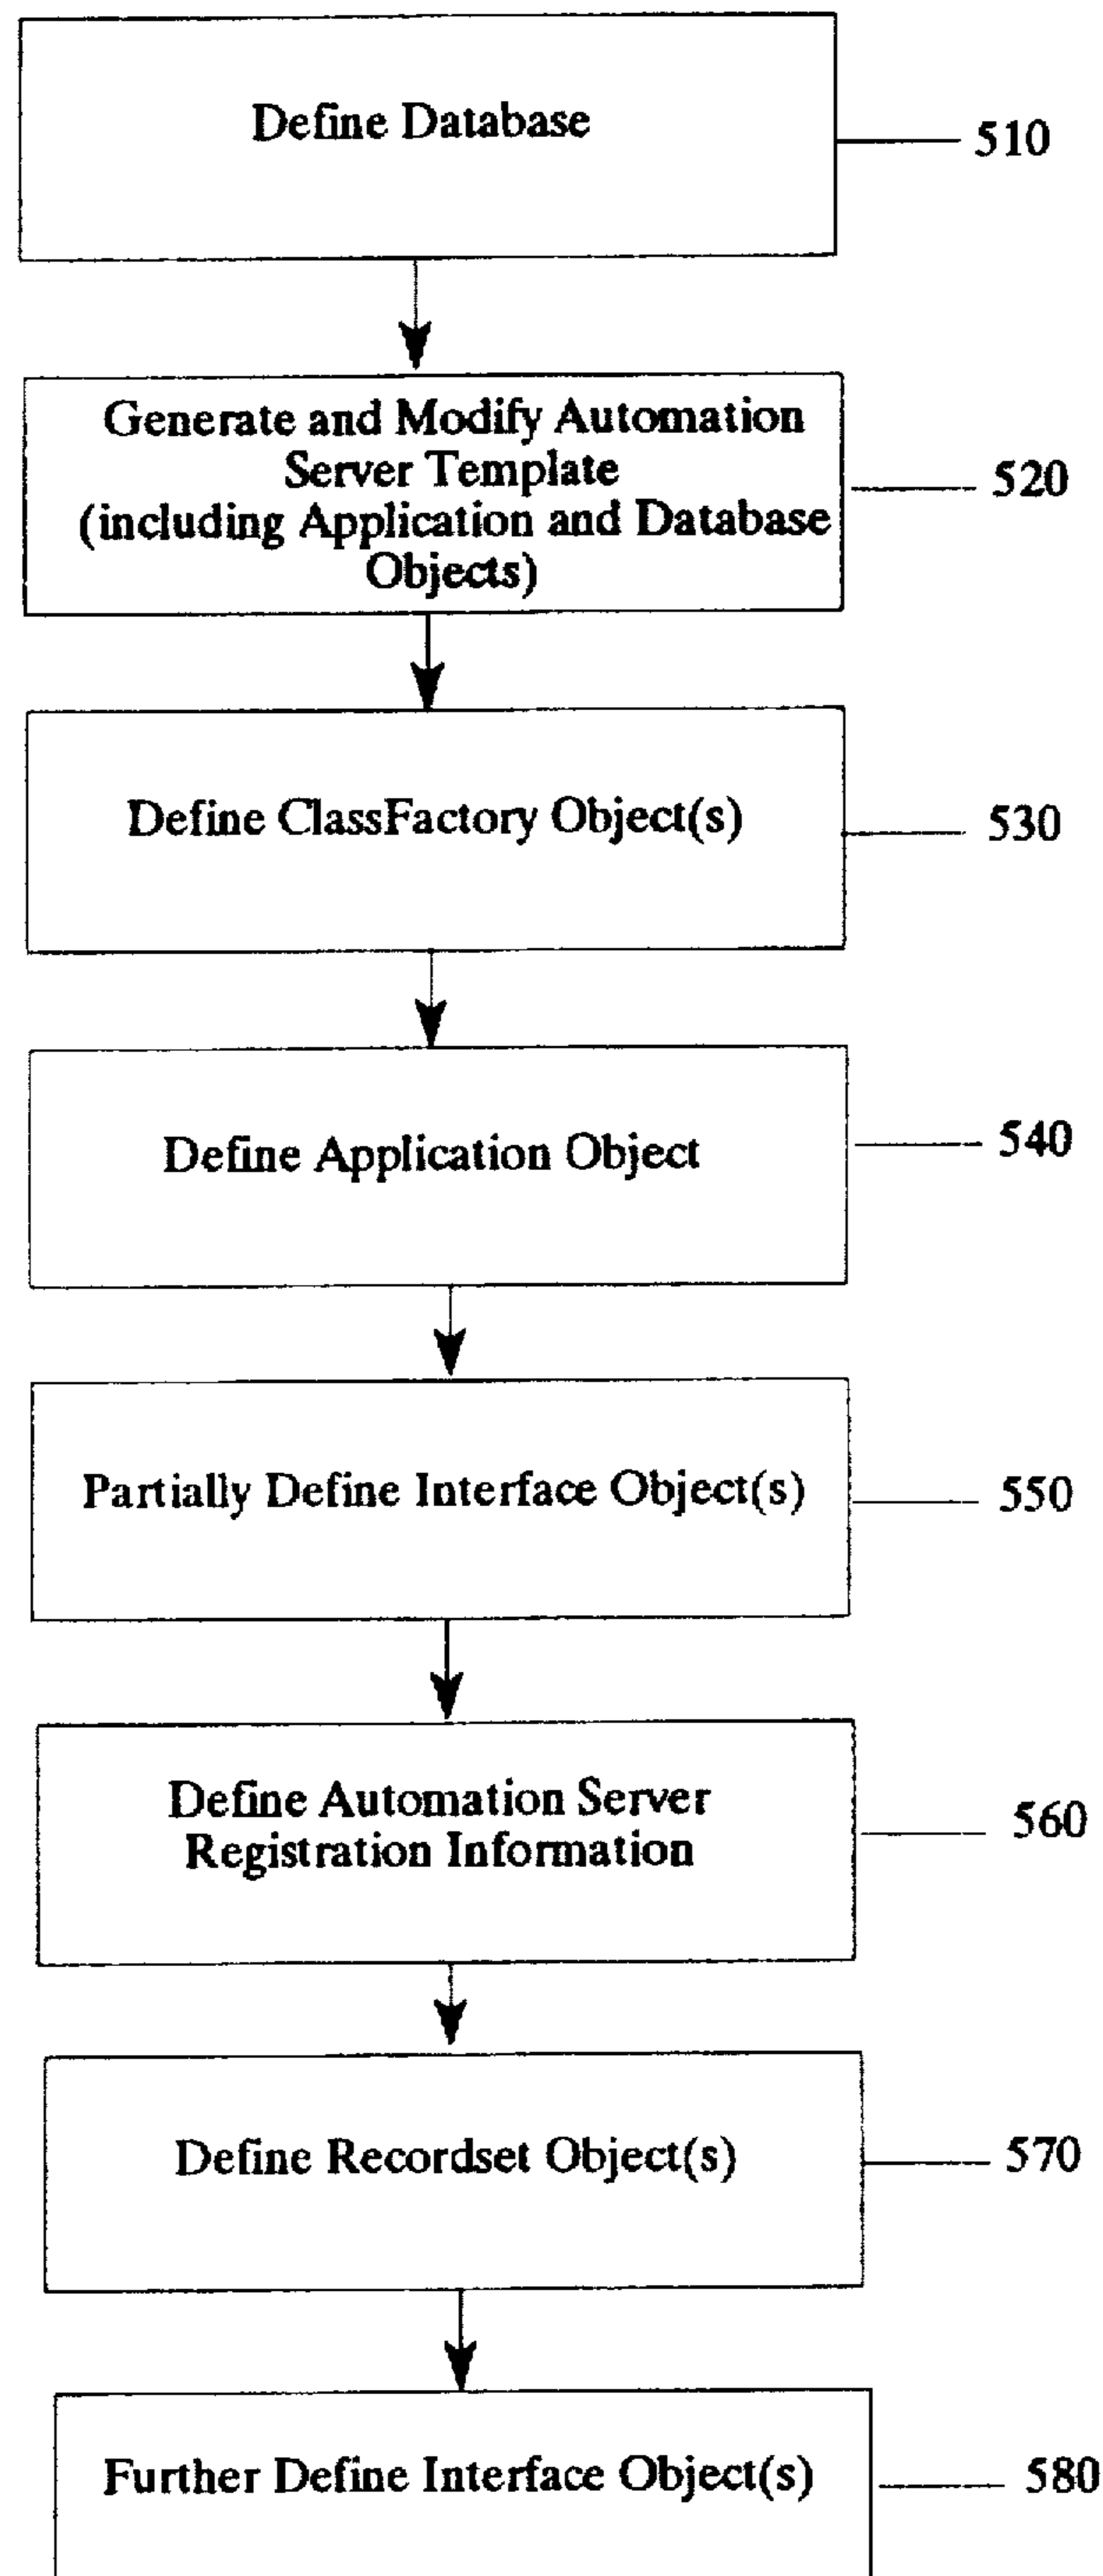 Define Database
510
Generate and Modify Automation
Server Template
(including Application and Database
Objects)
520
Define ClassFactory Object(s)
530
Define Application Object
540
Partially Define Interface Object(s)
550
Define Automation Server
Registration Information
560
Define Recordset Object(s)
570
Further Define Interface Object(s)
580